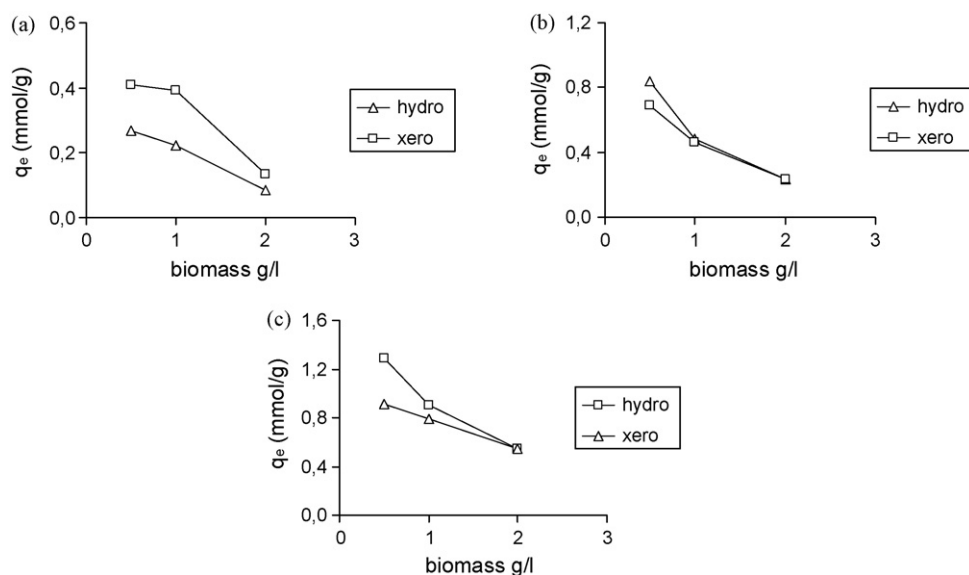 (a)
0,6
0,4
0,2
0,0
qe (mmol/g)
0 1 2 3
biomass g/l
hydro
xero
(b)
1,2
0,8
0,4
0,0
qe (mmol/g)
0 1 2 3
biomass g/l
hydro
xero
(c)
1,6
1,2
0,8
0,4
0,0
qe (mmol/g)
0 1 2 3
biomass g/l
hydro
xero